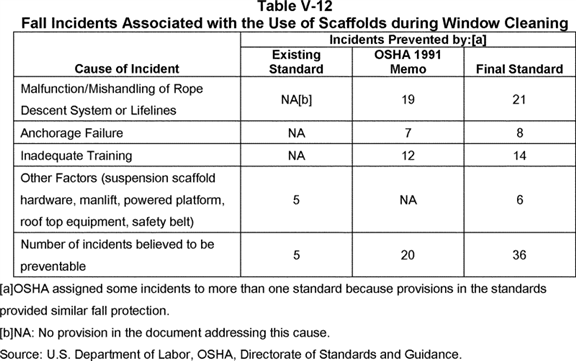 Table V-12
Fall Incidents Associated with the Use of Scaffolds during Window Cleaning
Incidents Prevented by:[a]
Cause of Incident
Existing Standard
OSHA 1991 Memo
Final Standard
Malfunction/Mishandling of Rope
Descent System or Lifelines
NA[b]
19
21
Anchorage Failure
NA
7
8
Inadequate Training
NA
12
14
Other Factors (suspension scaffold
hardware, manlift, powered platform,
roof top equipment, safety belt)
5
NA
6
Number of incidents believed to be
preventable
5
20
36
[a]OSHA assigned some incidents to more than one standard because provisions in the standards
provided similar fall protection.
[b]NA: No provision in the document addressing this cause.
Source: U.S. Department of Labor, OSHA, Directorate of Standards and Guidance.